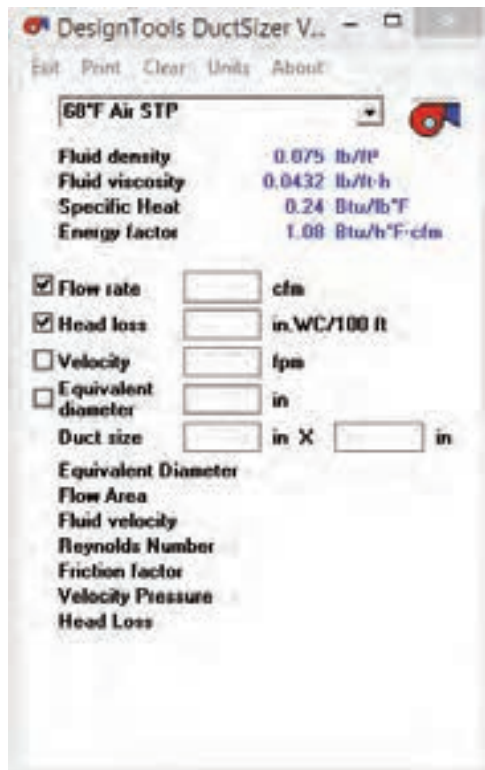 DesignTools DuctSizer V...
Exit Print Clear Units About
68°F Air STP
Fluid density 0.075 lb/ft³
Fluid viscosity 0.0432 lb/ft·h
Specific Heat 0.24 Btu/lb°F
Energy factor 1.08 Btu/h°F·cfm
Flow rate cfm
Head loss in.WC/100 ft
Velocity fpm
Equivalent
diameter in
Duct size in X in
Equivalent Diameter
Flow Area
Fluid velocity
Reynolds Number
Friction factor
Velocity Pressure
Head Loss